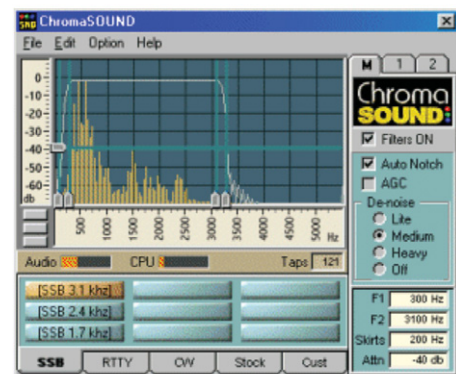 SNB ChromaSOUND
File Edit Option Help
M 1 2
0
-10
-20
-30
-40
-50
-60
db
500 1000 1500 2000 2500 3000 3500 4000 4500 5000 Hz
Chroma
SOUND
Filters ON
Auto Notch
AGC
De-noise
Lite
Medium
Heavy
Off
Audio CPU Taps 121
[SSB 3.1 khz]
[SSB 2.4 khz]
[SSB 1.7 khz]
F1 300 Hz
F2 3100 Hz
Skirts 200 Hz
Attn -40 db
SSB RTTY CW Stock Cust